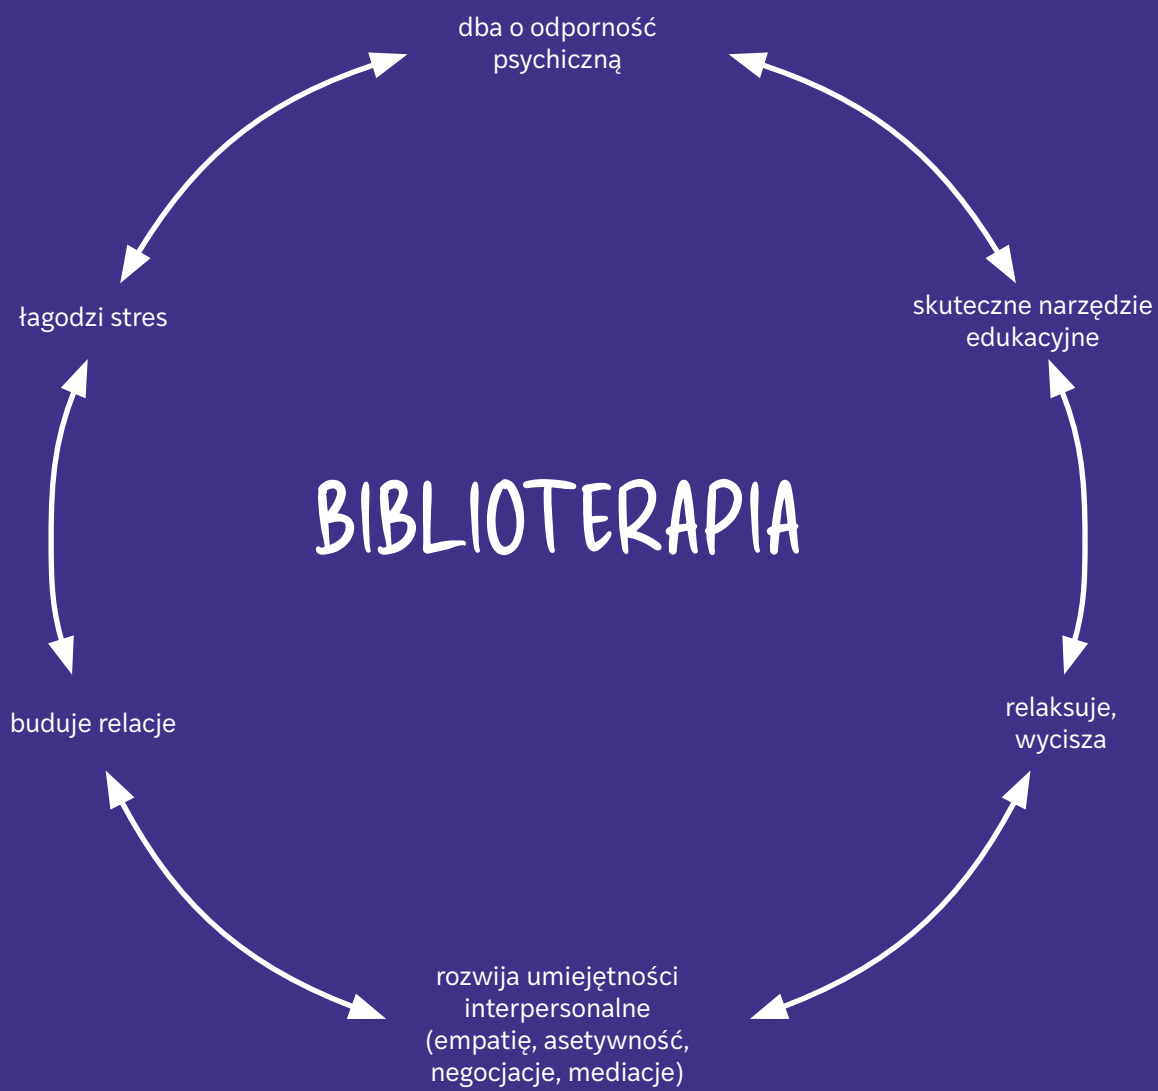 dba o odporność
psychiczną
łagodzi stres
skuteczne narzędzie
edukacyjne
BIBLIOTERAPIA
buduje relacje
relaksuje,
wycisza
rozwija umiejętności
interpersonalne
(empatię, asetywność,
negocjacje, mediacje)